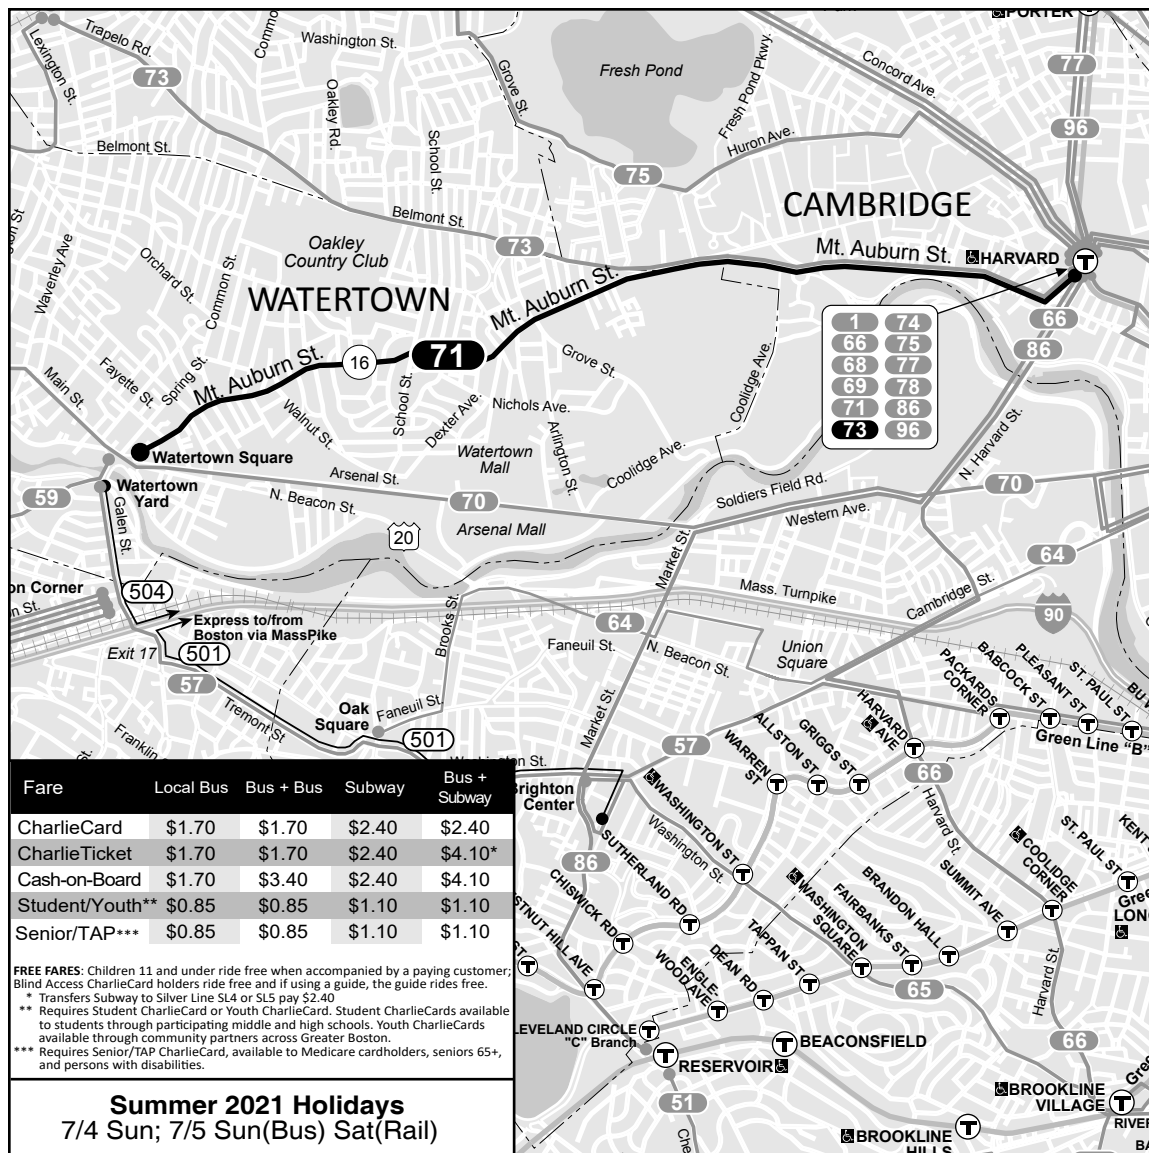 PORTER
Trapelo Rd.
Lexington St.
73
Common
Washington St.
Oakley Rd.
Grove St.
Fresh Pond
Fresh Pond Pkwy.
Concord Ave.
77
96
Huron Ave.
Belmont St.
School St.
75
CAMBRIDGE
Belmont St.
73
Mt. Auburn St.
HARVARD
Waverley Ave
Orchard St.
Common St.
Oakley
Country Club
WATERTOWN
Mt. Auburn St.
66
86
1 74
66 75
68 77
69 78
71 86
73 96
Main St.
Fayette St.
Spring St.
Mt. Auburn St.
16
71
Grove St.
Coolidge Ave.
Walnut St.
School St.
Dexter Ave.
Nichols Ave.
Arlington St.
Watertown
Mall
Coolidge Ave.
N. Harvard St.
Watertown Square
Watertown
Yard
59
Galen St.
Arsenal St.
N. Beacon St.
70
Arsenal Mall
Soldiers Field Rd.
Western Ave.
70
20
Market St.
64
Mass. Turnpike
Cambridge St.
90
on Corner
n St.
504
Express to/from
Boston via MassPike
Exit 17
501
57
Tremont St
Brooks St.
64
Faneuil St.
N. Beacon St.
Union
Square
Oak
Square
Faneuil St.
501
Market St.
Franklin
St.
57
PACKARDS
CORNER
BABCOCK ST
PLEASANT ST
ST. PAUL ST
BU
Green Line "B"
HARVARD
AVE
GRIGGS ST
ALLSTON ST
WARREN
ST
66
Harvard St.
Brighton
Center
86
WASHINGTON ST
Washington St.
SUTHERLAND RD
CHISWICK RD
STNUT HILL AVE
ST
WASHINGTON
SQUARE
FAIRBANKS ST
BRANDON HALL
SUMMIT AVE
COOLIDGE
CORNER
ST. PAUL ST
KENT
Gree
LONG
TAPPAN ST
DEAN RD
ENGLE-
WOOD AVE
65
Harvard St.
LEVELAND CIRCLE
"C" Branch
RESERVOIR
BEACONSFIELD
51
66
BROOKLINE
VILLAGE
BROOKLINE
HILLS
RIVER
Fare Local Bus Bus + Bus Subway Bus + Subway
CharlieCard $1.70 $1.70 $2.40 $2.40
CharlieTicket $1.70 $1.70 $2.40 $4.10*
Cash-on-Board $1.70 $3.40 $2.40 $4.10
Student/Youth** $0.85 $0.85 $1.10 $1.10
Senior/TAP*** $0.85 $0.85 $1.10 $1.10
FREE FARES: Children 11 and under ride free when accompanied by a paying customer;
Blind Access CharlieCard holders ride free and if using a guide, the guide rides free.
* Transfers Subway to Silver Line SL4 or SL5 pay $2.40
** Requires Student CharlieCard or Youth CharlieCard. Student CharlieCards available
to students through participating middle and high schools. Youth CharlieCards
available through community partners across Greater Boston.
*** Requires Senior/TAP CharlieCard, available to Medicare cardholders, seniors 65+,
and persons with disabilities.
Summer 2021 Holidays
7/4 Sun; 7/5 Sun(Bus) Sat(Rail)